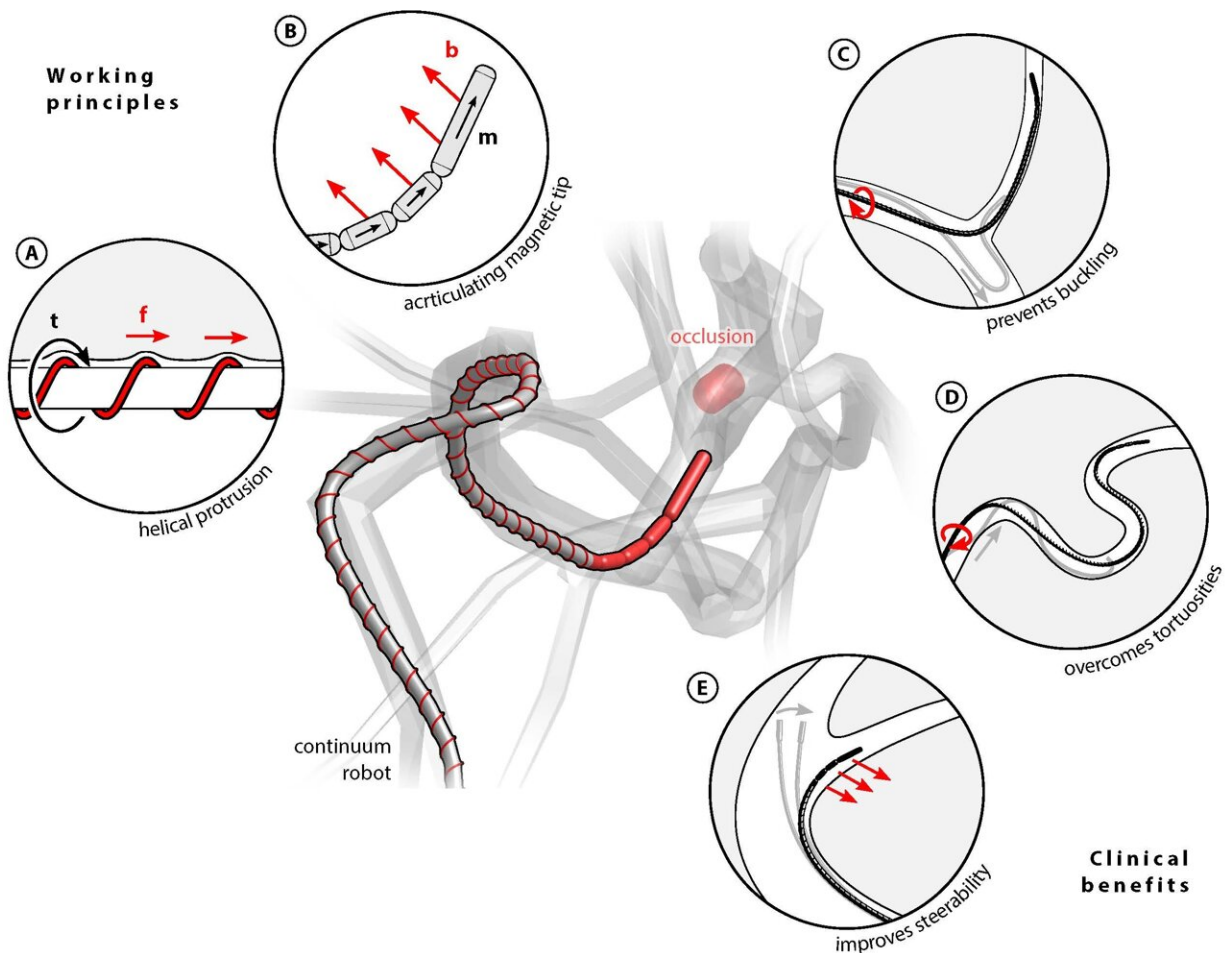 Working
principles
B
b
m
acrticulating magnetic tip
A
t
f
helical protrusion
C
prevents buckling
occlusion
D
overcomes tortuosities
continuum
robot
E
improves steerability
Clinical
benefits